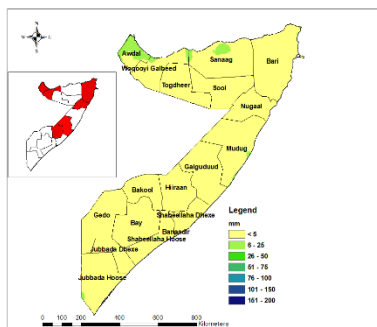 Awdal
Woqooyi Galbeed
Sanaag
Bari
Togdheer
Sool
Nugaal
Mudug
Galguduud
Bakool
Hiiraan
Gedo
Bay
Shabeellaha Dhexe
Banaadir
Shabeellaha Hoose
Jubbada Dhexe
Jubbada Hoose
Legend
mm
< 5
6 - 25
26 - 50
51 - 75
76 - 100
101 - 150
151 - 200
200 100 0 200 400 600 800
Kilometers